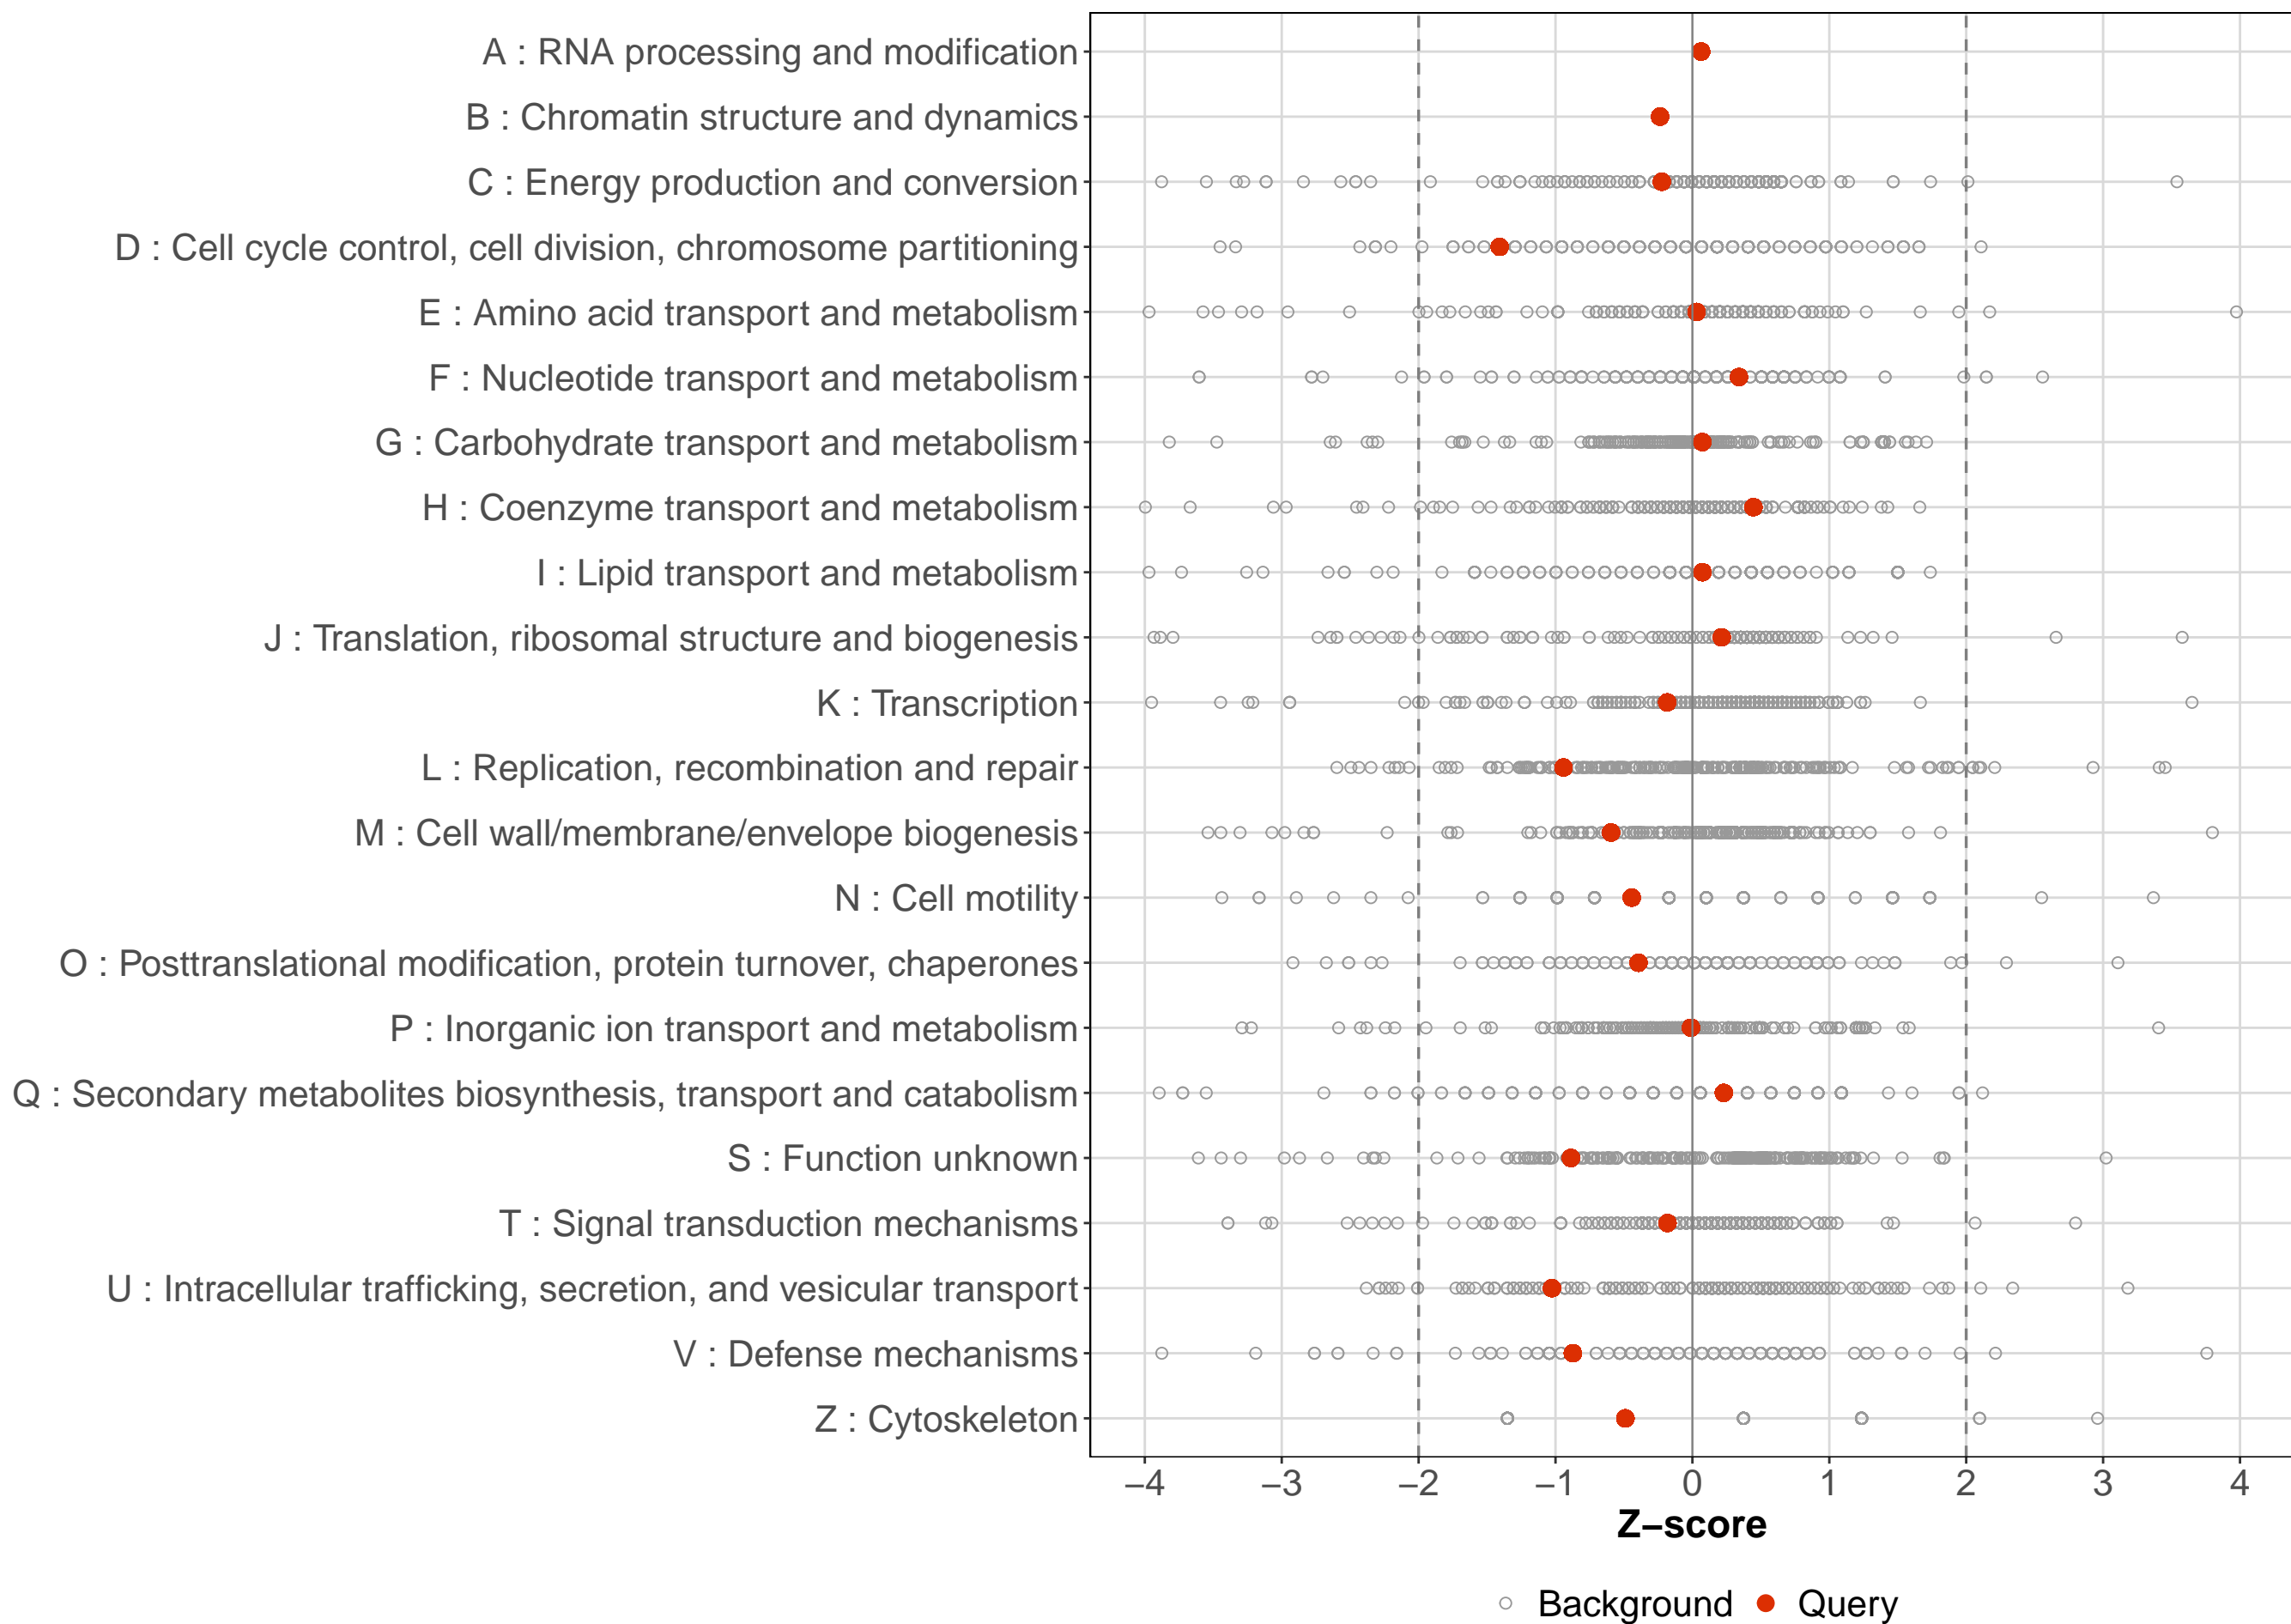 A : RNA processing and modification
B : Chromatin structure and dynamics
C : Energy production and conversion
D : Cell cycle control, cell division, chromosome partitioning
E : Amino acid transport and metabolism
F : Nucleotide transport and metabolism
G : Carbohydrate transport and metabolism
H : Coenzyme transport and metabolism
I : Lipid transport and metabolism
J : Translation, ribosomal structure and biogenesis
K : Transcription
L : Replication, recombination and repair
M : Cell wall/membrane/envelope biogenesis
N : Cell motility
O : Posttranslational modification, protein turnover, chaperones
P : Inorganic ion transport and metabolism
Q : Secondary metabolites biosynthesis, transport and catabolism
S : Function unknown
T : Signal transduction mechanisms
U : Intracellular trafficking, secretion, and vesicular transport
V : Defense mechanisms
Z : Cytoskeleton
−4 −3 −2 −1 0 1 2 3 4
Z−score
Background Query